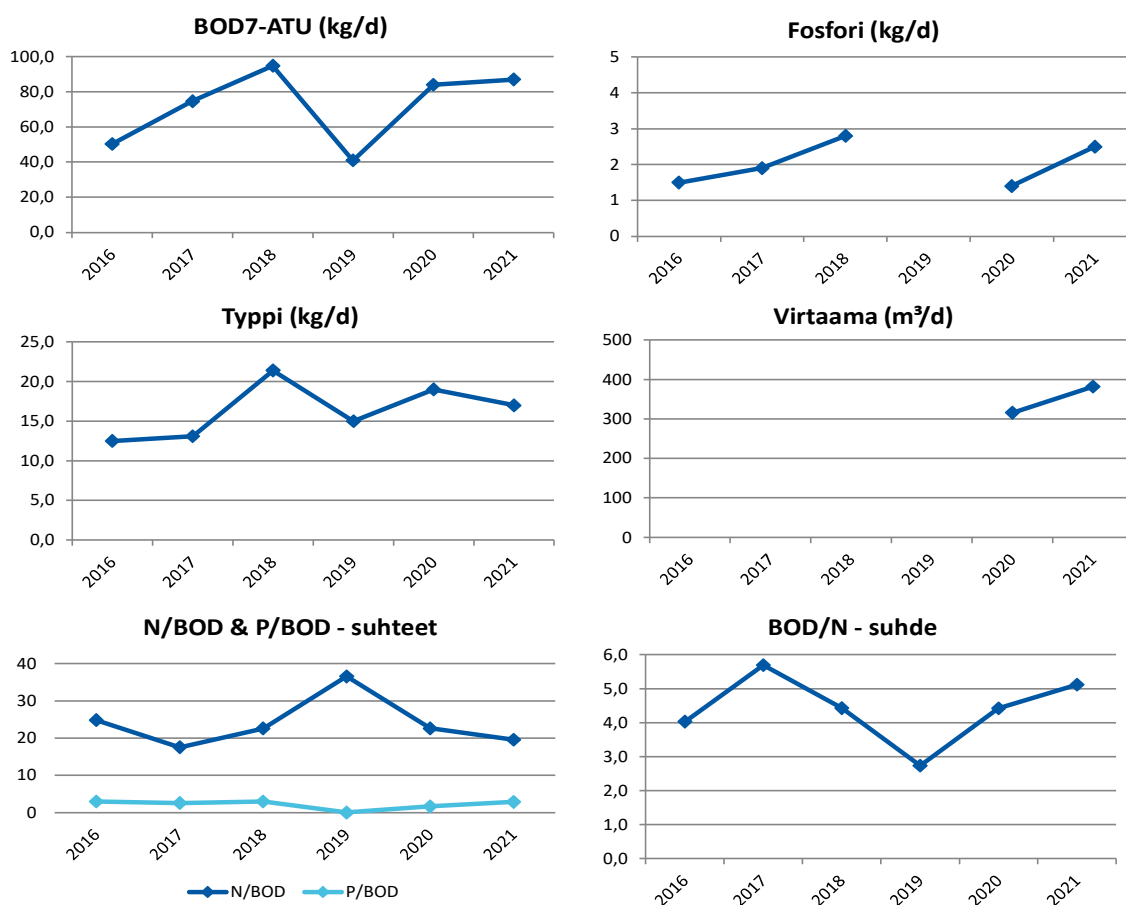 BOD7-ATU (kg/d)
100,0
80,0
60,0
40,0
20,0
0,0
2016 2017 2018 2019 2020 2021
Fosfori (kg/d)
5
4
3
2
1
0
2016 2017 2018 2019 2020 2021
Typpi (kg/d)
25,0
20,0
15,0
10,0
5,0
0,0
2016 2017 2018 2019 2020 2021
Virtaama (m³/d)
500
400
300
200
100
0
2016 2017 2018 2019 2020 2021
N/BOD & P/BOD - suhteet
40
30
20
10
0
2016 2017 2018 2019 2020 2021
N/BOD P/BOD
BOD/N - suhde
6,0
5,0
4,0
3,0
2,0
1,0
0,0
2016 2017 2018 2019 2020 2021